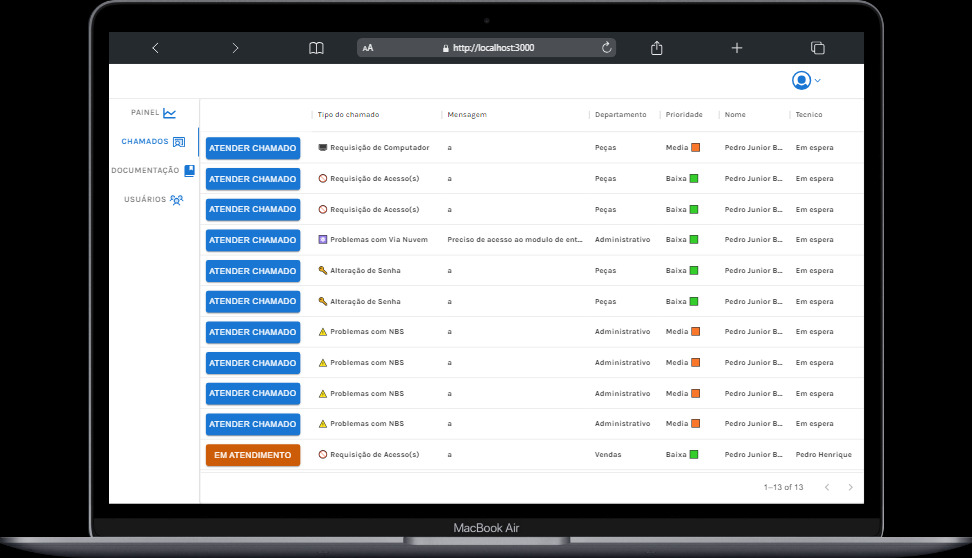 AA http://localhost:3000
PAINEL
CHAMADOS
DOCUMENTAÇÃO
USUÁRIOS
Tipo do chamado Mensagem Departamento Prioridade Nome Tecnico
ATENDER CHAMADO Requisição de Computador a Peças Media Pedro Junior B... Em espera
ATENDER CHAMADO Requisição de Acesso(s) a Peças Baixa Pedro Junior B... Em espera
ATENDER CHAMADO Requisição de Acesso(s) a Peças Baixa Pedro Junior B... Em espera
ATENDER CHAMADO Problemas com Via Nuvem Preciso de acesso ao modulo de ent... Administrativo Baixa Pedro Junior B... Em espera
ATENDER CHAMADO Alteração de Senha a Peças Baixa Pedro Junior B... Em espera
ATENDER CHAMADO Alteração de Senha a Peças Baixa Pedro Junior B... Em espera
ATENDER CHAMADO Problemas com NBS a Administrativo Media Pedro Junior B... Em espera
ATENDER CHAMADO Problemas com NBS a Administrativo Media Pedro Junior B... Em espera
ATENDER CHAMADO Problemas com NBS a Administrativo Media Pedro Junior B... Em espera
ATENDER CHAMADO Problemas com NBS a Administrativo Media Pedro Junior B... Em espera
EM ATENDIMENTO Requisição de Acesso(s) a Vendas Baixa Pedro Junior B... Pedro Henrique
1–13 of 13
MacBook Air